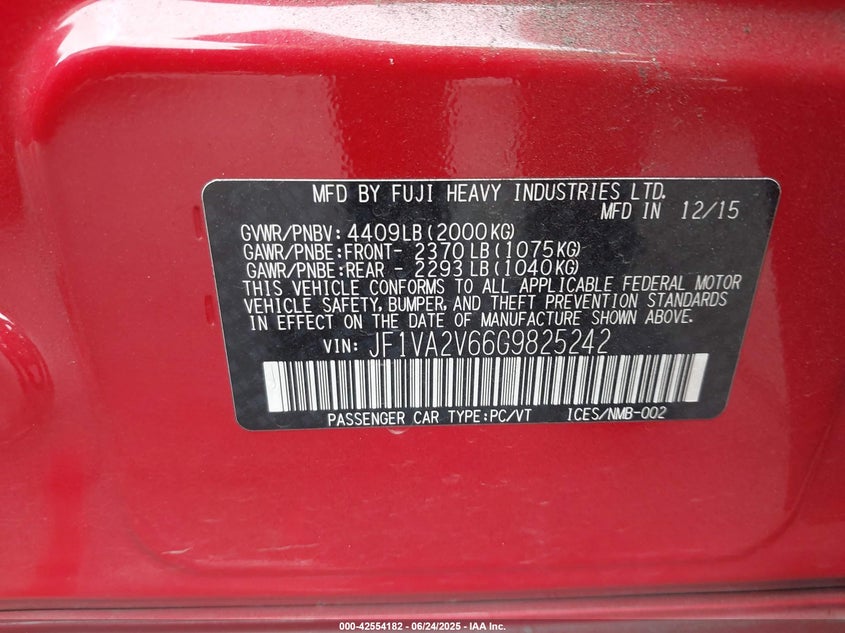 MFD BY FUJI HEAVY INDUSTRIES LTD.
MFD IN 12/15
GVWR/PNBV: 4409LB(2000KG)
GAWR/PNBE:FRONT- 2370LB(1075KG)
GAWR/PNBE:REAR - 2293LB(1040KG)
THIS VEHICLE CONFORMS TO ALL APPLICABLE FEDERAL MOTOR
VEHICLE SAFETY, BUMPER, AND THEFT PREVENTION STANDARDS
IN EFFECT ON THE DATE OF MANUFACTURE SHOWN ABOVE.
VIN: JF1VA2V66G9825242
PASSENGER CAR TYPE:PC/VT ICES/NMB-002
000-42554182 - 06/24/2025 - IAA Inc.